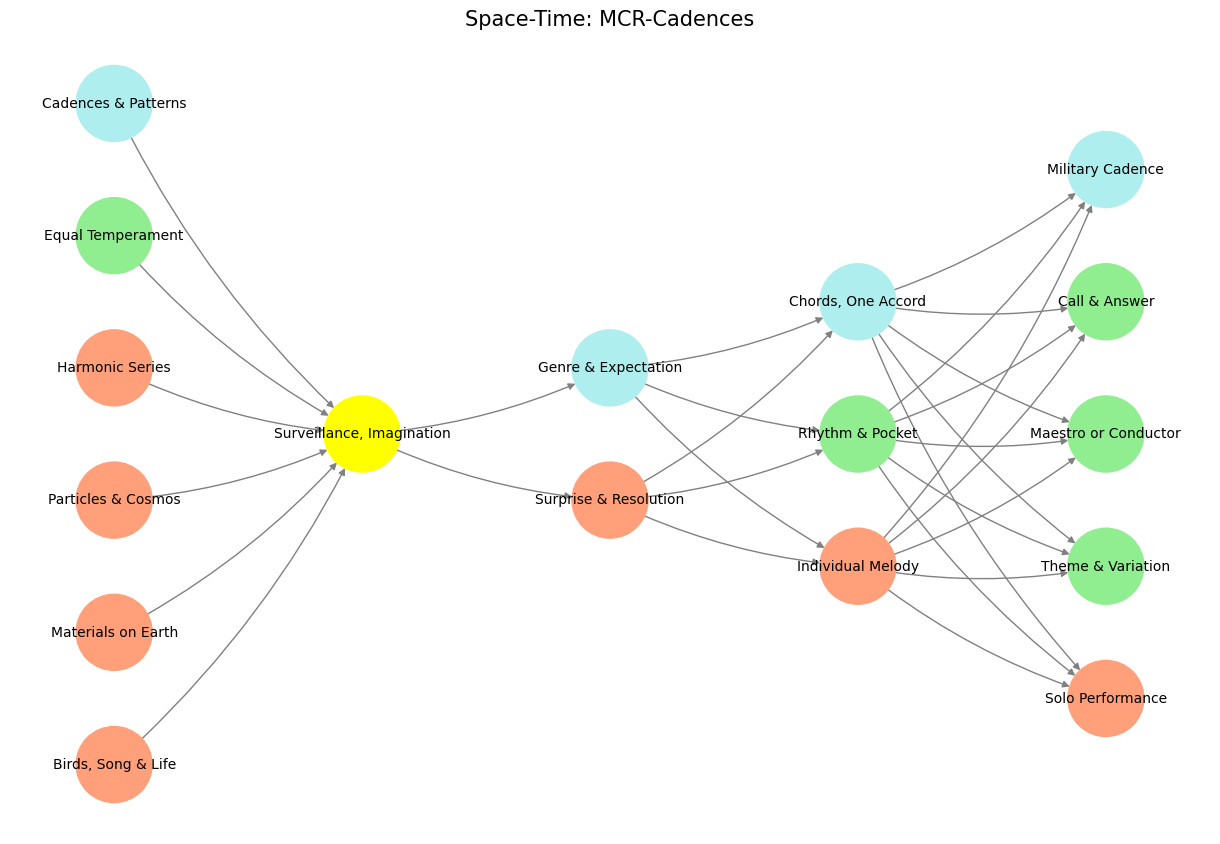 Space-Time: MCR-Cadences
Cadences & Patterns
Equal Temperament
Harmonic Series
Particles & Cosmos
Materials on Earth
Birds, Song & Life
Surveillance, Imagination
Genre & Expectation
Surprise & Resolution
Chords, One Accord
Rhythm & Pocket
Individual Melody
Military Cadence
Call & Answer
Maestro or Conductor
Theme & Variation
Solo Performance